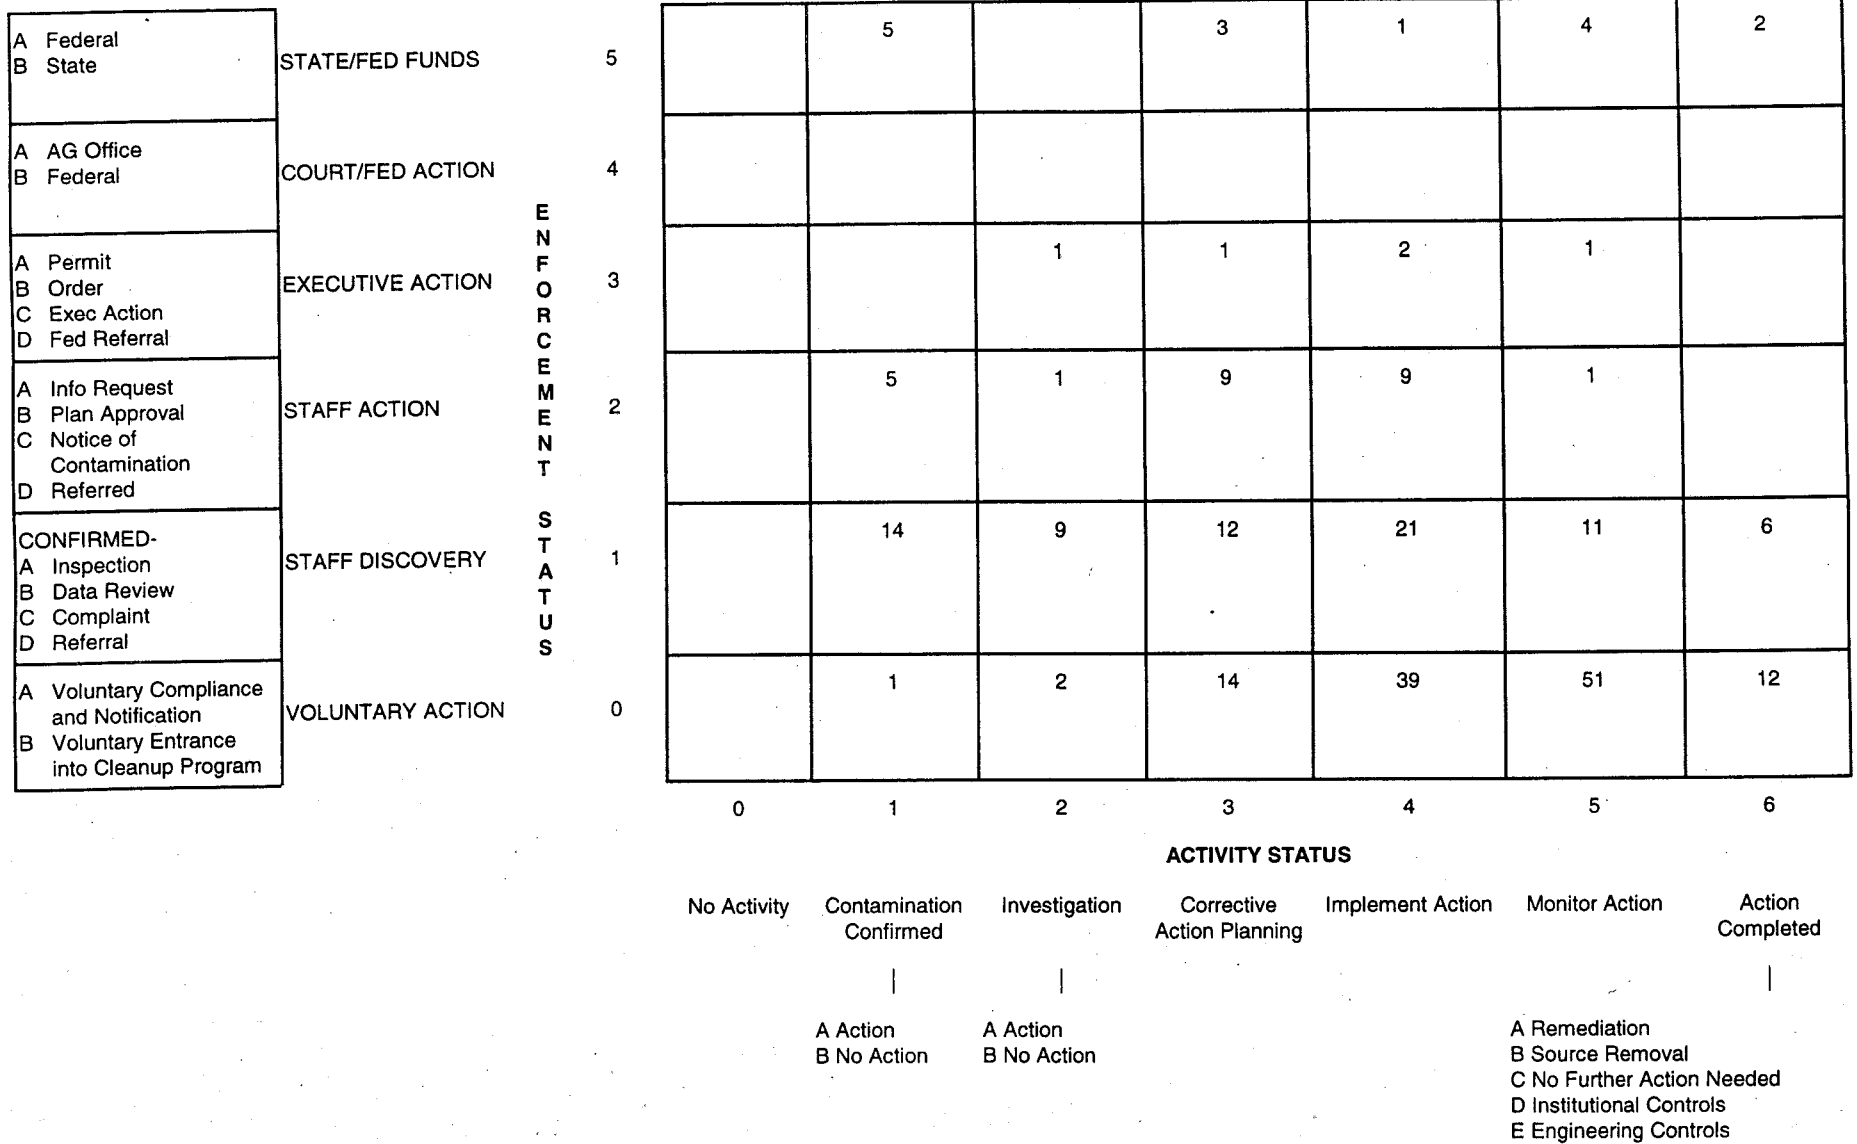 A Federal
B State
STATE/FED FUNDS 5
5 3 1 4 2
A AG Office
B Federal
COURT/FED ACTION 4
A Permit
B Order
C Exec Action
D Fed Referral
EXECUTIVE ACTION 3
1 1 2 1
A Info Request
B Plan Approval
C Notice of
Contamination
D Referred
STAFF ACTION 2
5 1 9 9 1
CONFIRMED-
A Inspection
B Data Review
C Complaint
D Referral
STAFF DISCOVERY 1
14 9 12 21 11 6
A Voluntary Compliance
and Notification
B Voluntary Entrance
into Cleanup Program
VOLUNTARY ACTION 0
1 2 14 39 51 12
ENFORCEMENT STATUS
0 1 2 3 4 5 6
ACTIVITY STATUS
No Activity Contamination Investigation Corrective Implement Action Monitor Action Action
Confirmed Action Planning Completed
A Action A Action A Remediation
B No Action B No Action B Source Removal
C No Further Action Needed
D Institutional Controls
E Engineering Controls